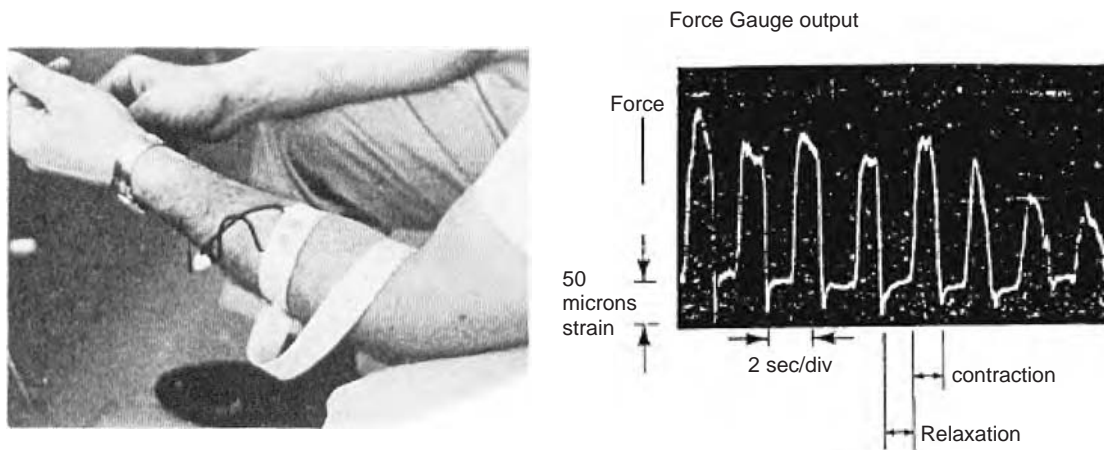 Force Gauge output
Force
50
microns
strain
2 sec/div
contraction
Relaxation